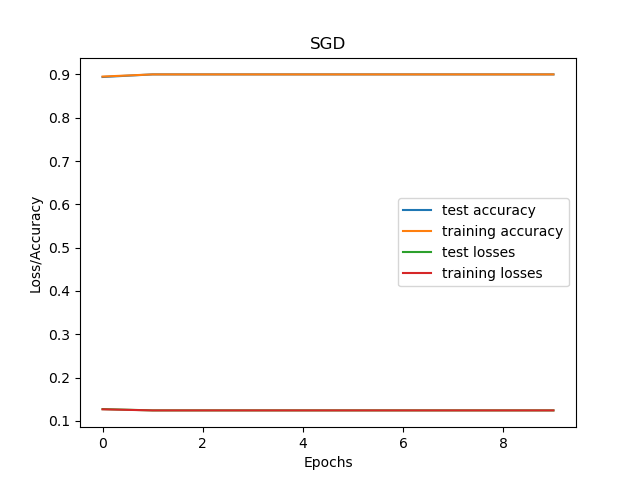 SGD
0.9
0.8
0.7
0.6
0.5
0.4
0.3
0.2
0.1
Loss/Accuracy
test accuracy
training accuracy
test losses
training losses
0 2 4 6 8
Epochs